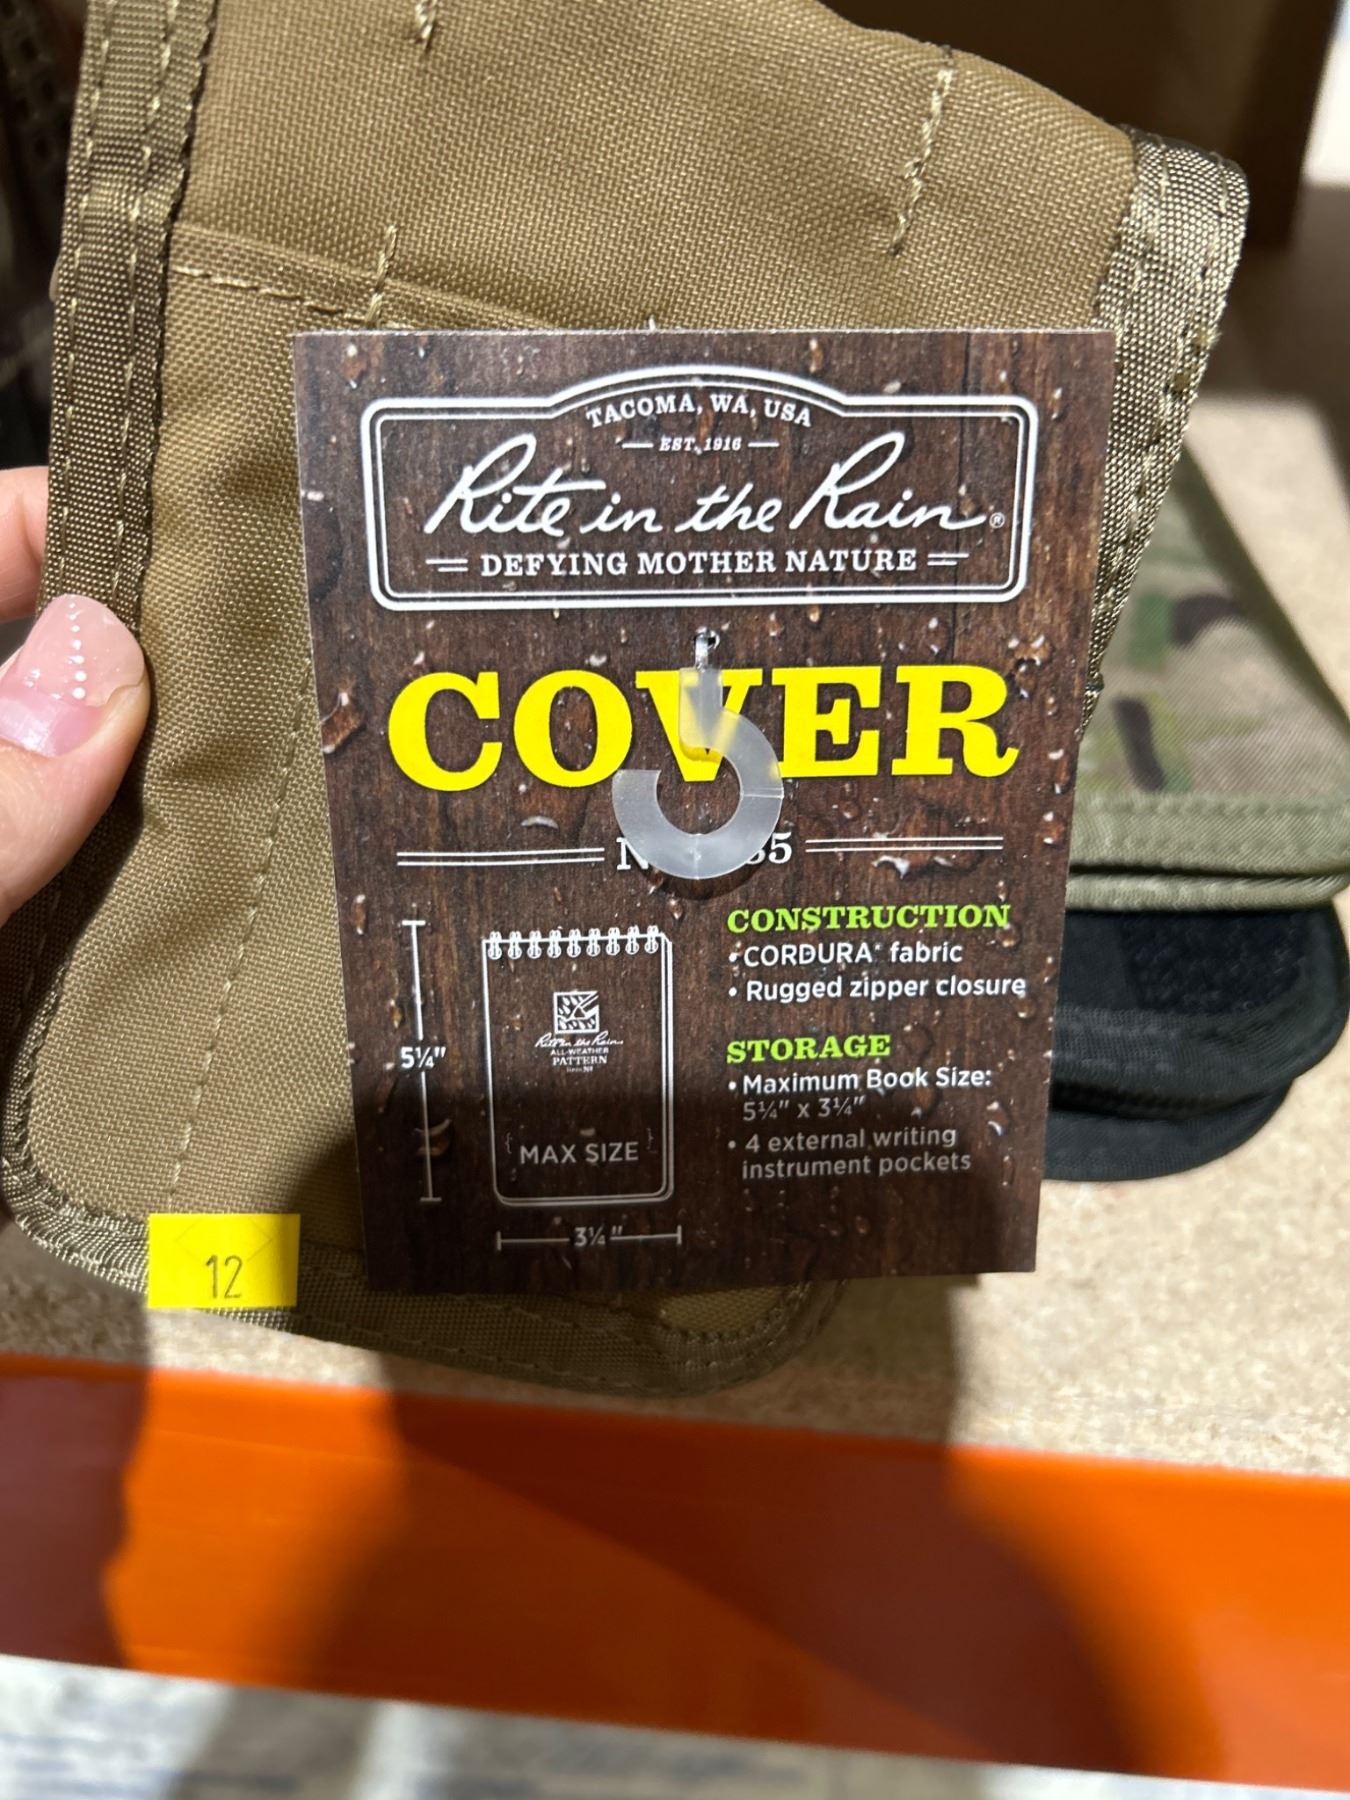 TACOMA, WA, USA
EST. 1916
Rite in the Rain®
DEFYING MOTHER NATURE
COVER
35
CONSTRUCTION
• CORDURA® fabric
• Rugged zipper closure
STORAGE
• Maximum Book Size:
5¼" x 3¼"
• 4 external writing
instrument pockets
5¼"
Rite in the Rain
ALL-WEATHER
PATTERN
{ MAX SIZE }
3¼"
12